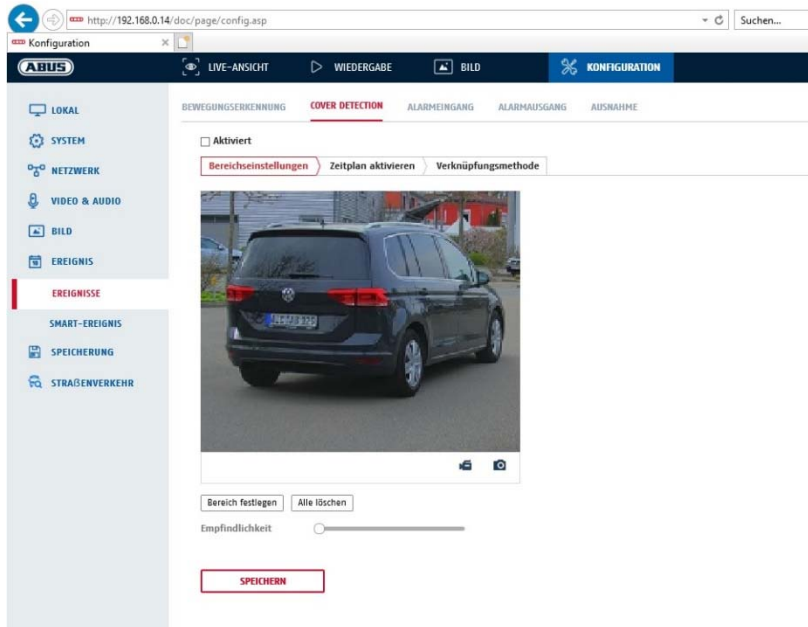 http://192.168.0.14/doc/page/config.asp
Suchen...
Konfiguration
ABUS
LIVE-ANSICHT
WIEDERGABE
BILD
KONFIGURATION
LOKAL
SYSTEM
NETZWERK
VIDEO & AUDIO
BILD
EREIGNIS
EREIGNISSE
SMART-EREIGNIS
SPEICHERUNG
STRAßENVERKEHR
BEWEGUNGSERKENNUNG
COVER DETECTION
ALARMEINGANG
ALARMAUSGANG
AUSNAHME
Aktiviert
Bereichseinstellungen
Zeitplan aktivieren
Verknüpfungsmethode
Bereich festlegen
Alle löschen
Empfindlichkeit
SPEICHERN